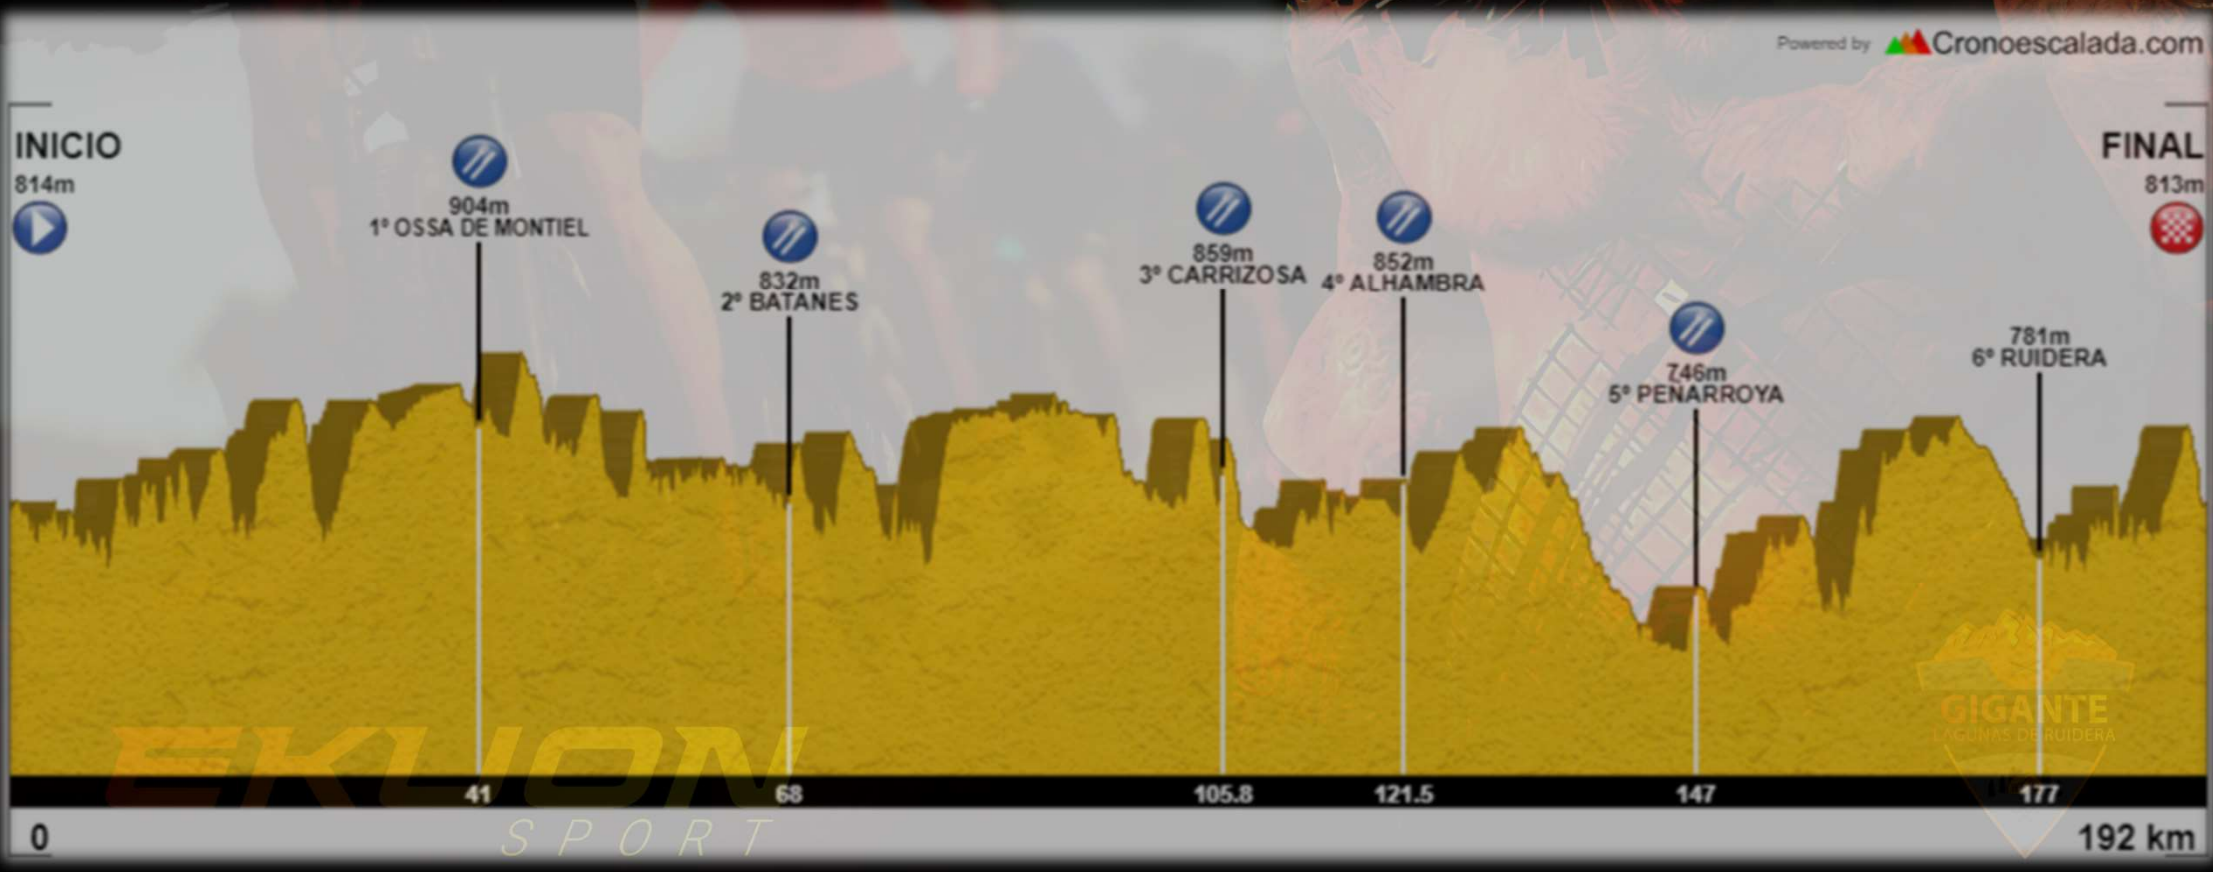 Powered by Cronoescalada.com
INICIO
814m
FINAL
813m
904m
1º OSSA DE MONTIEL
832m
2º BATANES
859m
3º CARRIZOSA
852m
4º ALHAMBRA
746m
5º PEÑARROYA
781m
6º RUIDERA
GIGANTE
LAGUNAS DE RUIDERA
EKUON
SPORT
41
68
105.8
121.5
147
177
0
192 km